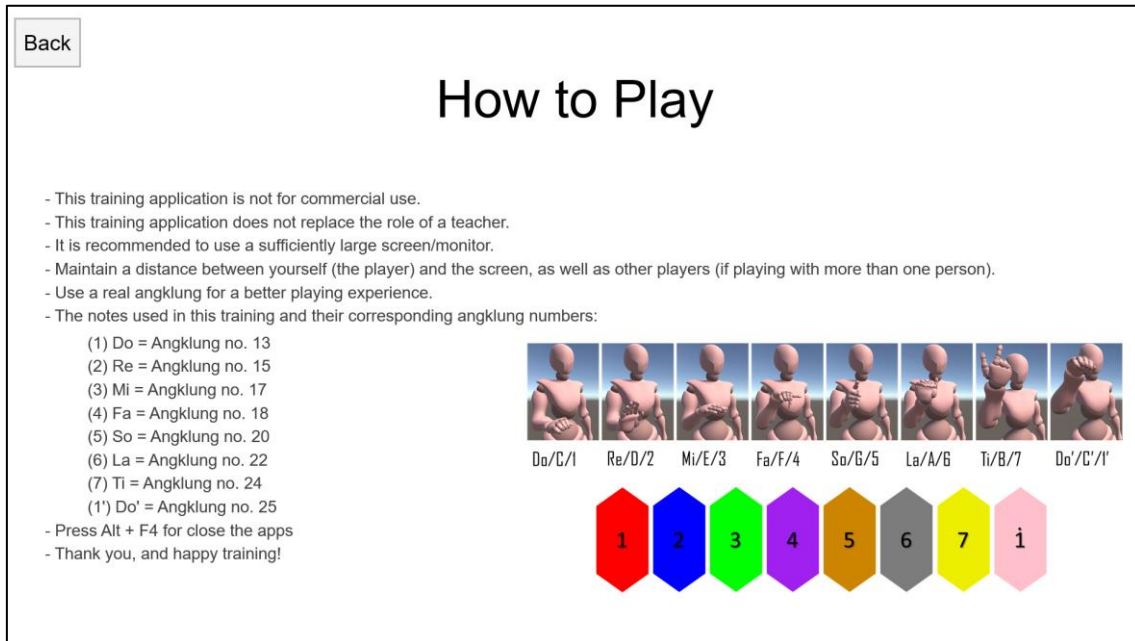 Back
How to Play
- This training application is not for commercial use.
- This training application does not replace the role of a teacher.
- It is recommended to use a sufficiently large screen/monitor.
- Maintain a distance between yourself (the player) and the screen, as well as other players (if playing with more than one person).
- Use a real angklung for a better playing experience.
- The notes used in this training and their corresponding angklung numbers:
(1) Do = Angklung no. 13
(2) Re = Angklung no. 15
(3) Mi = Angklung no. 17
(4) Fa = Angklung no. 18
(5) So = Angklung no. 20
(6) La = Angklung no. 22
(7) Ti = Angklung no. 24
(1') Do' = Angklung no. 25
- Press Alt + F4 for close the apps
- Thank you, and happy training!
Do/C/1 Re/D/2 Mi/E/3 Fa/F/4 So/G/5 La/A/6 Ti/B/7 Do'/C'/1'
1 2 3 4 5 6 7 i